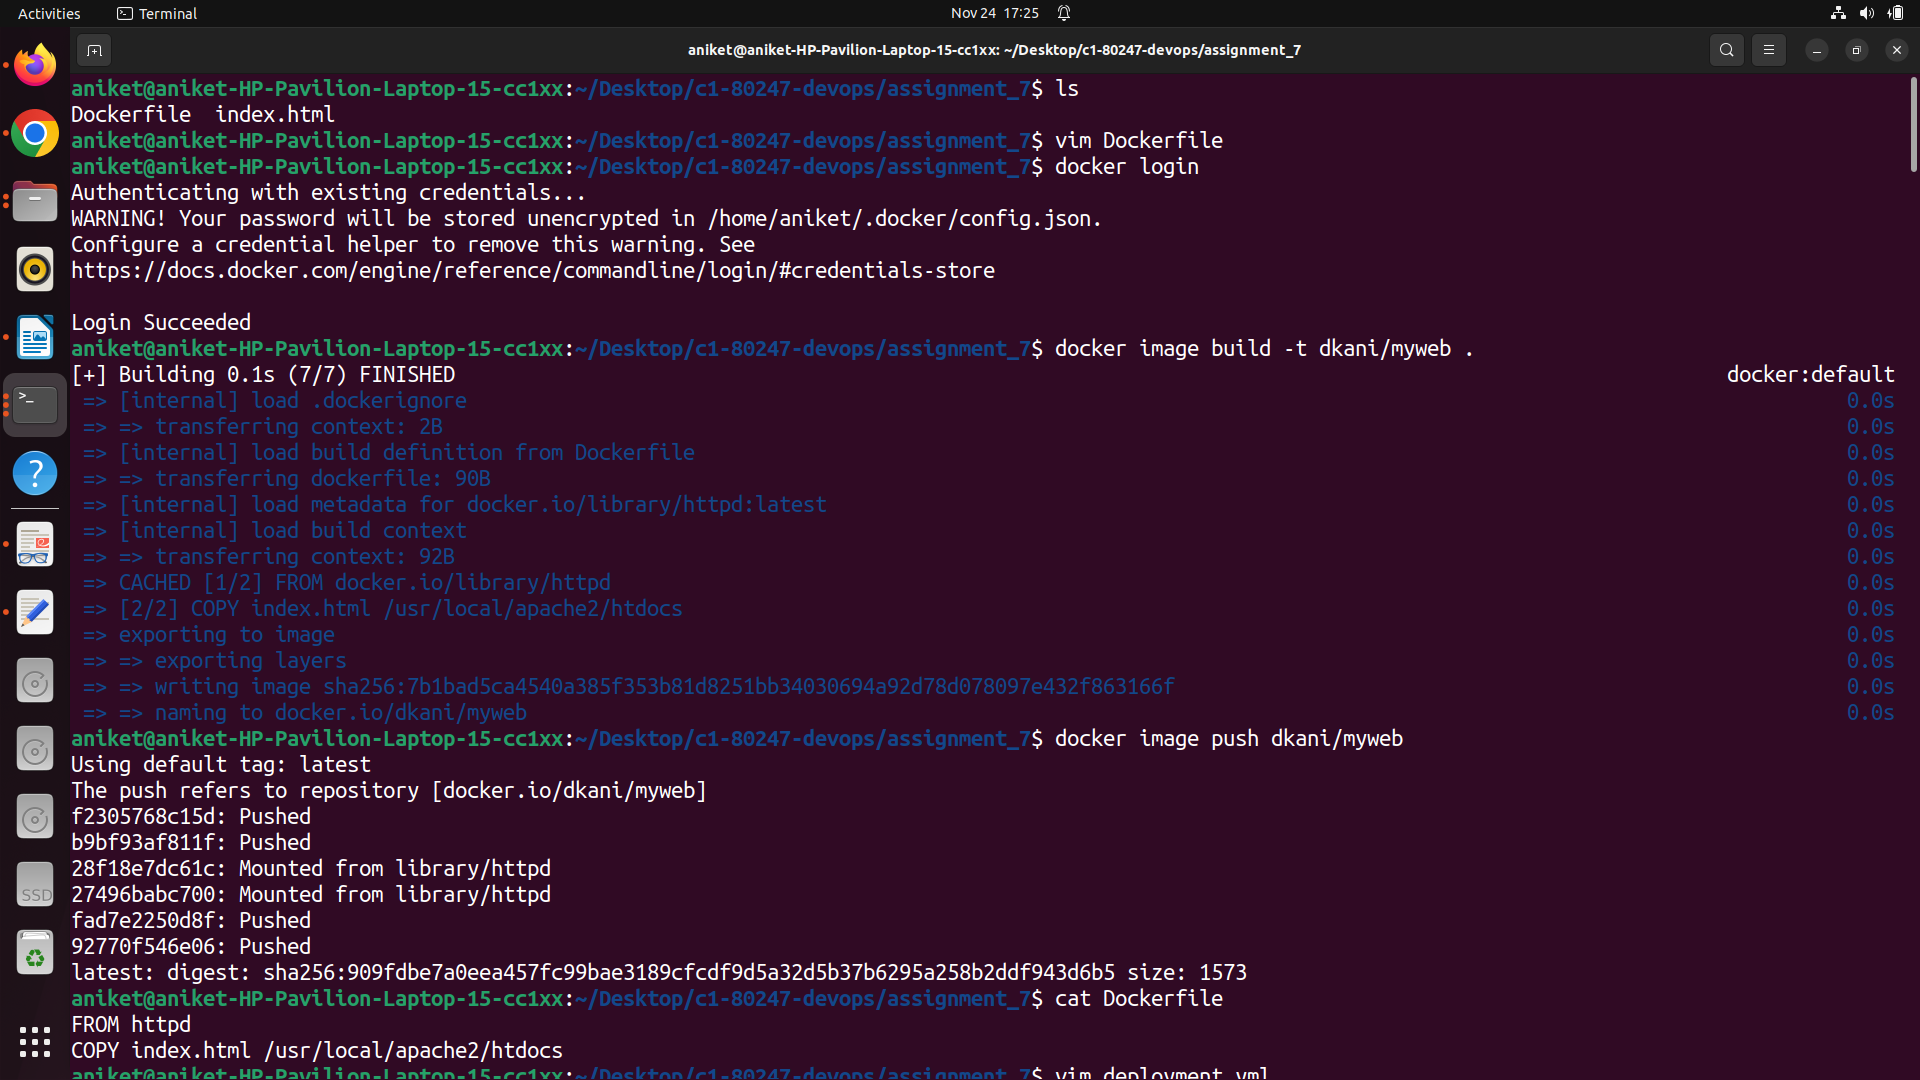 Activities
Terminal
Nov 24 17:25
aniket@aniket-HP-Pavilion-Laptop-15-cc1xx: ~/Desktop/c1-80247-devops/assignment_7
aniket@aniket-HP-Pavilion-Laptop-15-cc1xx:~/Desktop/c1-80247-devops/assignment_7$ ls
Dockerfile  index.html
aniket@aniket-HP-Pavilion-Laptop-15-cc1xx:~/Desktop/c1-80247-devops/assignment_7$ vim Dockerfile
aniket@aniket-HP-Pavilion-Laptop-15-cc1xx:~/Desktop/c1-80247-devops/assignment_7$ docker login
Authenticating with existing credentials...
WARNING! Your password will be stored unencrypted in /home/aniket/.docker/config.json.
Configure a credential helper to remove this warning. See
https://docs.docker.com/engine/reference/commandline/login/#credentials-store
Login Succeeded
aniket@aniket-HP-Pavilion-Laptop-15-cc1xx:~/Desktop/c1-80247-devops/assignment_7$ docker image build -t dkani/myweb .
[+] Building 0.1s (7/7) FINISHED docker:default
=> [internal] load .dockerignore 0.0s
=> => transferring context: 2B 0.0s
=> [internal] load build definition from Dockerfile 0.0s
=> => transferring dockerfile: 90B 0.0s
=> [internal] load metadata for docker.io/library/httpd:latest 0.0s
=> [internal] load build context 0.0s
=> => transferring context: 92B 0.0s
=> CACHED [1/2] FROM docker.io/library/httpd 0.0s
=> [2/2] COPY index.html /usr/local/apache2/htdocs 0.0s
=> exporting to image 0.0s
=> => exporting layers 0.0s
=> => writing image sha256:7b1bad5ca4540a385f353b81d8251bb34030694a92d78d078097e432f863166f 0.0s
=> => naming to docker.io/dkani/myweb 0.0s
aniket@aniket-HP-Pavilion-Laptop-15-cc1xx:~/Desktop/c1-80247-devops/assignment_7$ docker image push dkani/myweb
Using default tag: latest
The push refers to repository [docker.io/dkani/myweb]
f2305768c15d: Pushed
b9bf93af811f: Pushed
28f18e7dc61c: Mounted from library/httpd
27496babc700: Mounted from library/httpd
fad7e2250d8f: Pushed
92770f546e06: Pushed
latest: digest: sha256:909fdbe7a0eea457fc99bae3189cfcdf9d5a32d5b37b6295a258b2ddf943d6b5 size: 1573
aniket@aniket-HP-Pavilion-Laptop-15-cc1xx:~/Desktop/c1-80247-devops/assignment_7$ cat Dockerfile
FROM httpd
COPY index.html /usr/local/apache2/htdocs
aniket@aniket-HP-Pavilion-Laptop-15-cc1xx:~/Desktop/c1-80247-devops/assignment_7$ vim deployment.yml
SSD